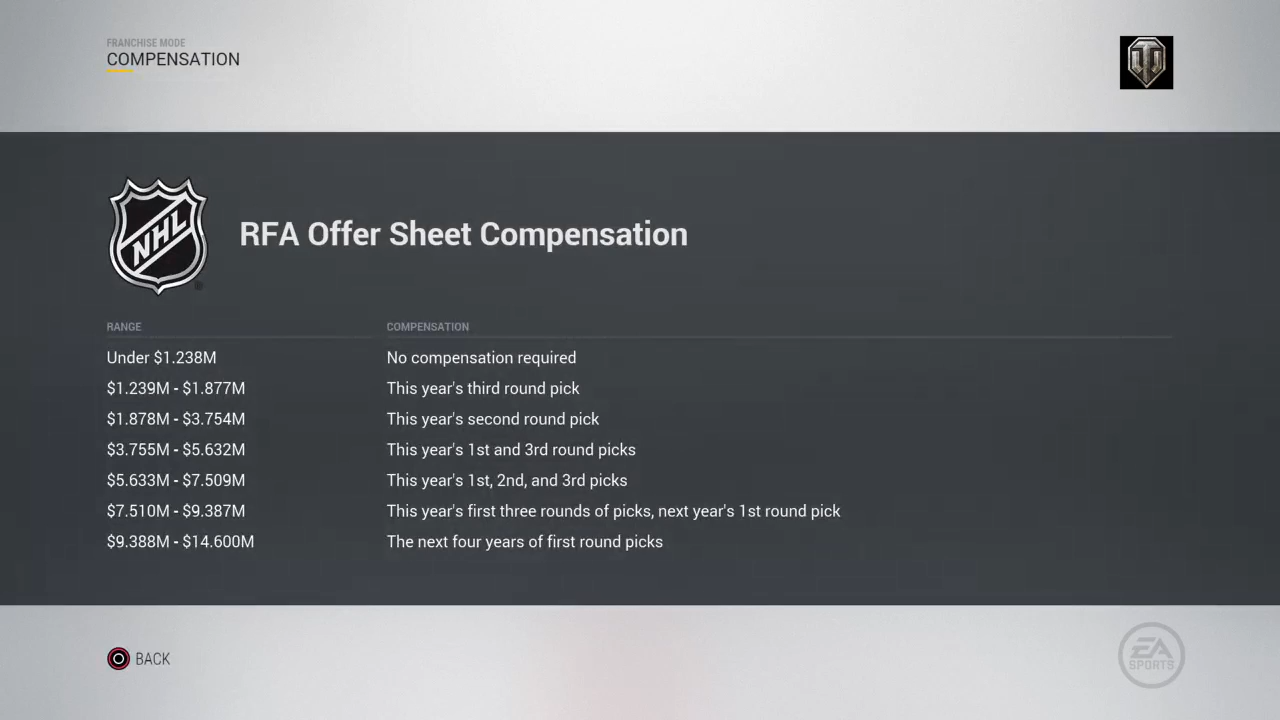 FRANCHISE MODE
COMPENSATION
NHL
RFA Offer Sheet Compensation
RANGE COMPENSATION
Under $1.238M No compensation required
$1.239M - $1.877M This year's third round pick
$1.878M - $3.754M This year's second round pick
$3.755M - $5.632M This year's 1st and 3rd round picks
$5.633M - $7.509M This year's 1st, 2nd, and 3rd picks
$7.510M - $9.387M This year's first three rounds of picks, next year's 1st round pick
$9.388M - $14.600M The next four years of first round picks
BACK
EA
SPORTS